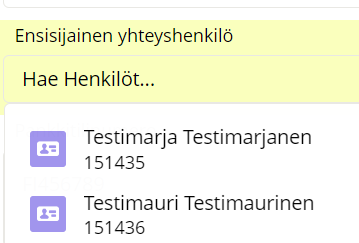 Ensisijainen yhteyshenkilö
Hae Henkilöt...
Testimarja Testimarjanen
151435
Testimauri Testimaurinen
151436